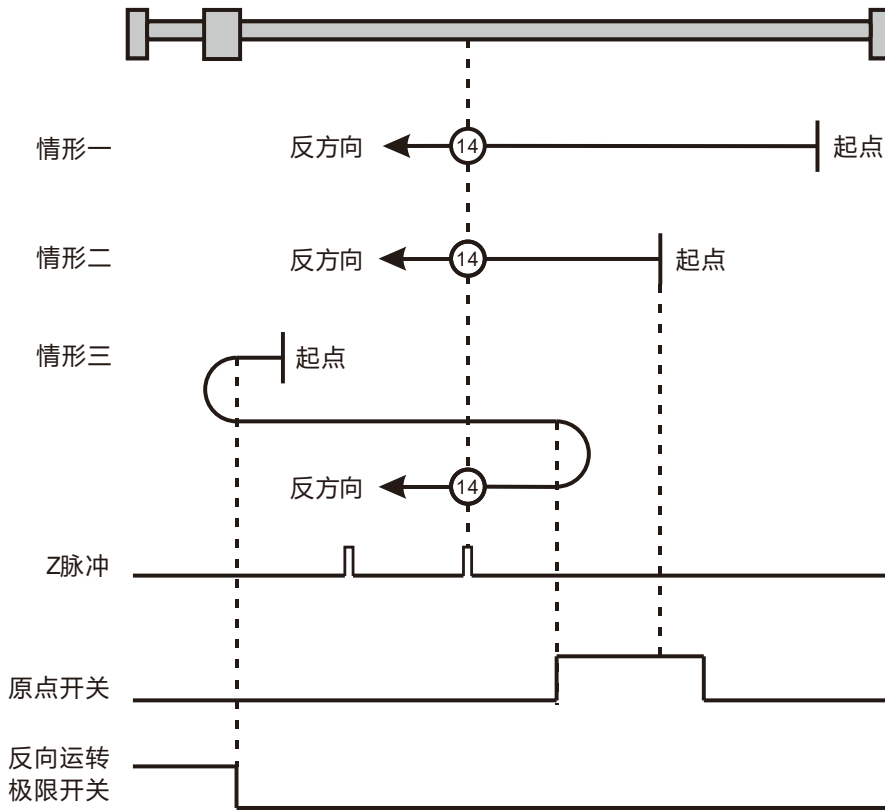 情形一
反方向
14
起点
情形二
反方向
14
起点
情形三
起点
反方向
14
Z脉冲
原点开关
反向运转
极限开关